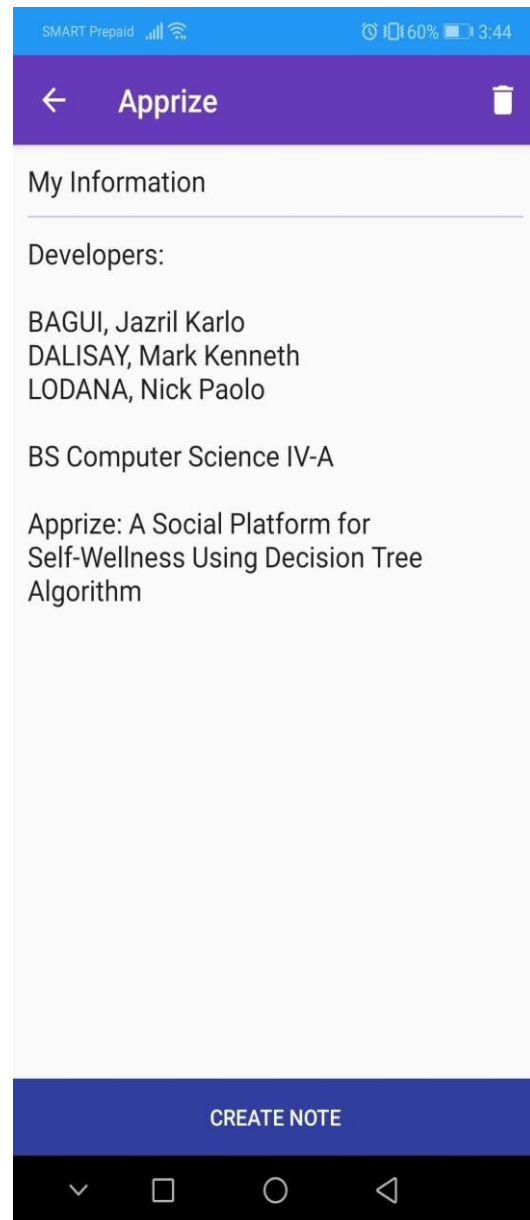 SMART Prepaid 60% 3:44
Apprize
My Information
Developers:
BAGUI, Jazril Karlo
DALISAY, Mark Kenneth
LODANA, Nick Paolo
BS Computer Science IV-A
Apprize: A Social Platform for
Self-Wellness Using Decision Tree
Algorithm
CREATE NOTE